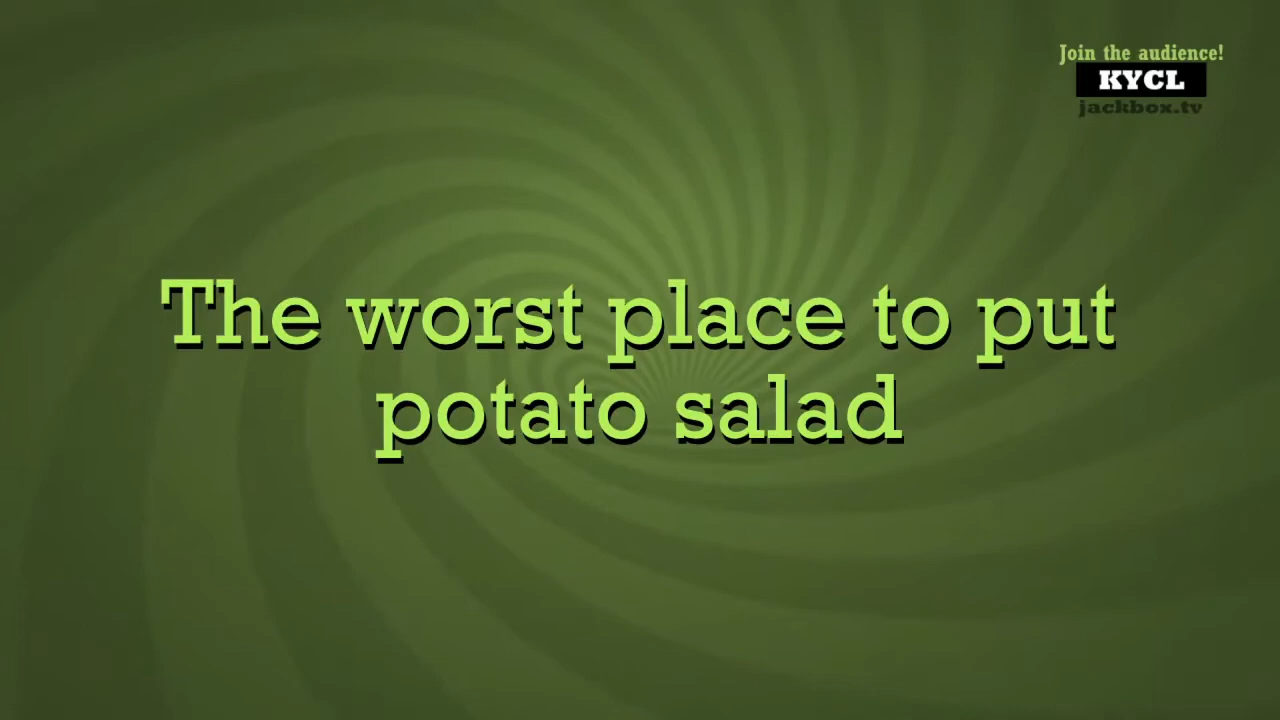 Join the audience!
KYCL
jackbox.tv
The worst place to put
potato salad